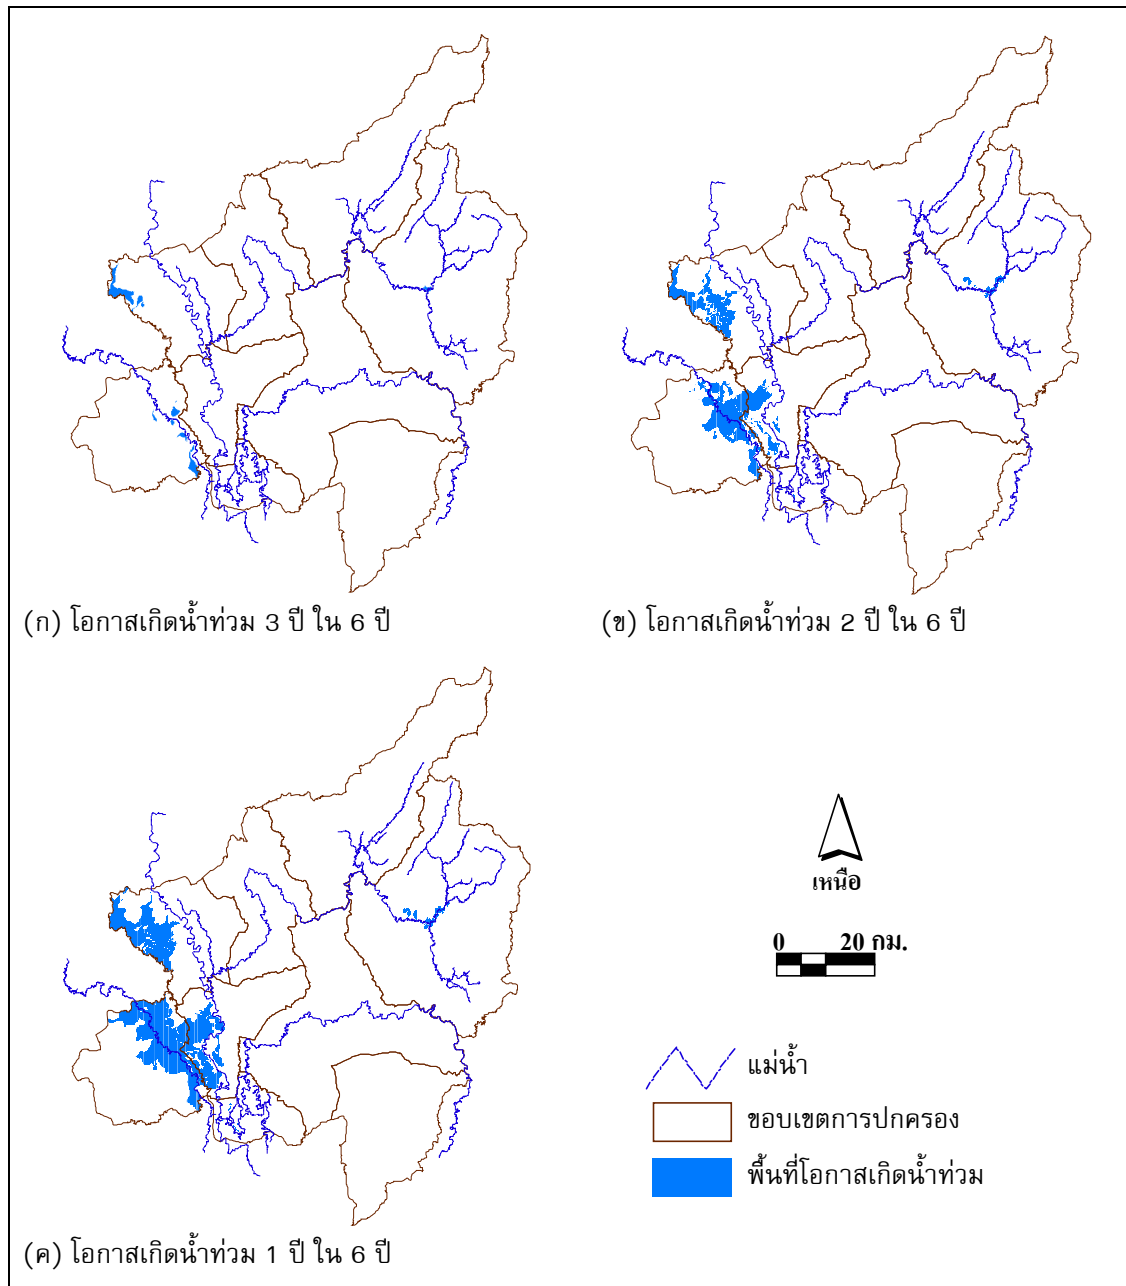 (ก) โอกาสเกิดน้ำท่วม 3 ปี ใน 6 ปี
(ข) โอกาสเกิดน้ำท่วม 2 ปี ใน 6 ปี
(ค) โอกาสเกิดน้ำท่วม 1 ปี ใน 6 ปี
เหนือ
0 20 กม.
แม่น้ำ
ขอบเขตการปกครอง
พื้นที่โอกาสเกิดน้ำท่วม